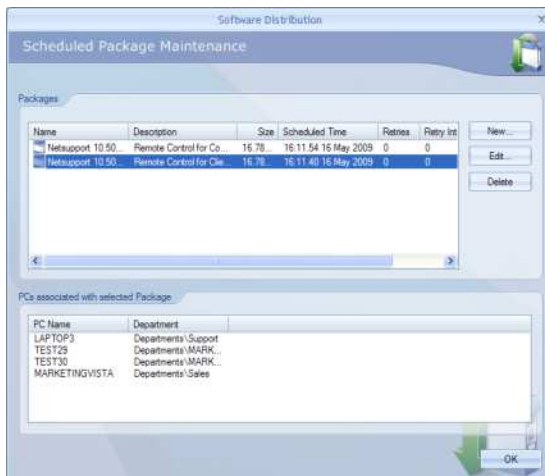 Software Distribution X
Scheduled Package Maintenance
Packages
Name Description Size Scheduled Time Retries Retry Int
Netsupport 10.50... Remote Control for Co... 16.78... 16:11.54 16 May 2009 0 0
Netsupport 10.50... Remote Control for Clie... 16.78... 16:11.40 16 May 2009 0 0
New...
Edit...
Delete
PCs associated with selected Package
PC Name Department
LAPTOP3 Departments\Support
TEST29 Departments\MARK...
TEST30 Departments\MARK...
MARKETINGVISTA Departments\Sales
OK